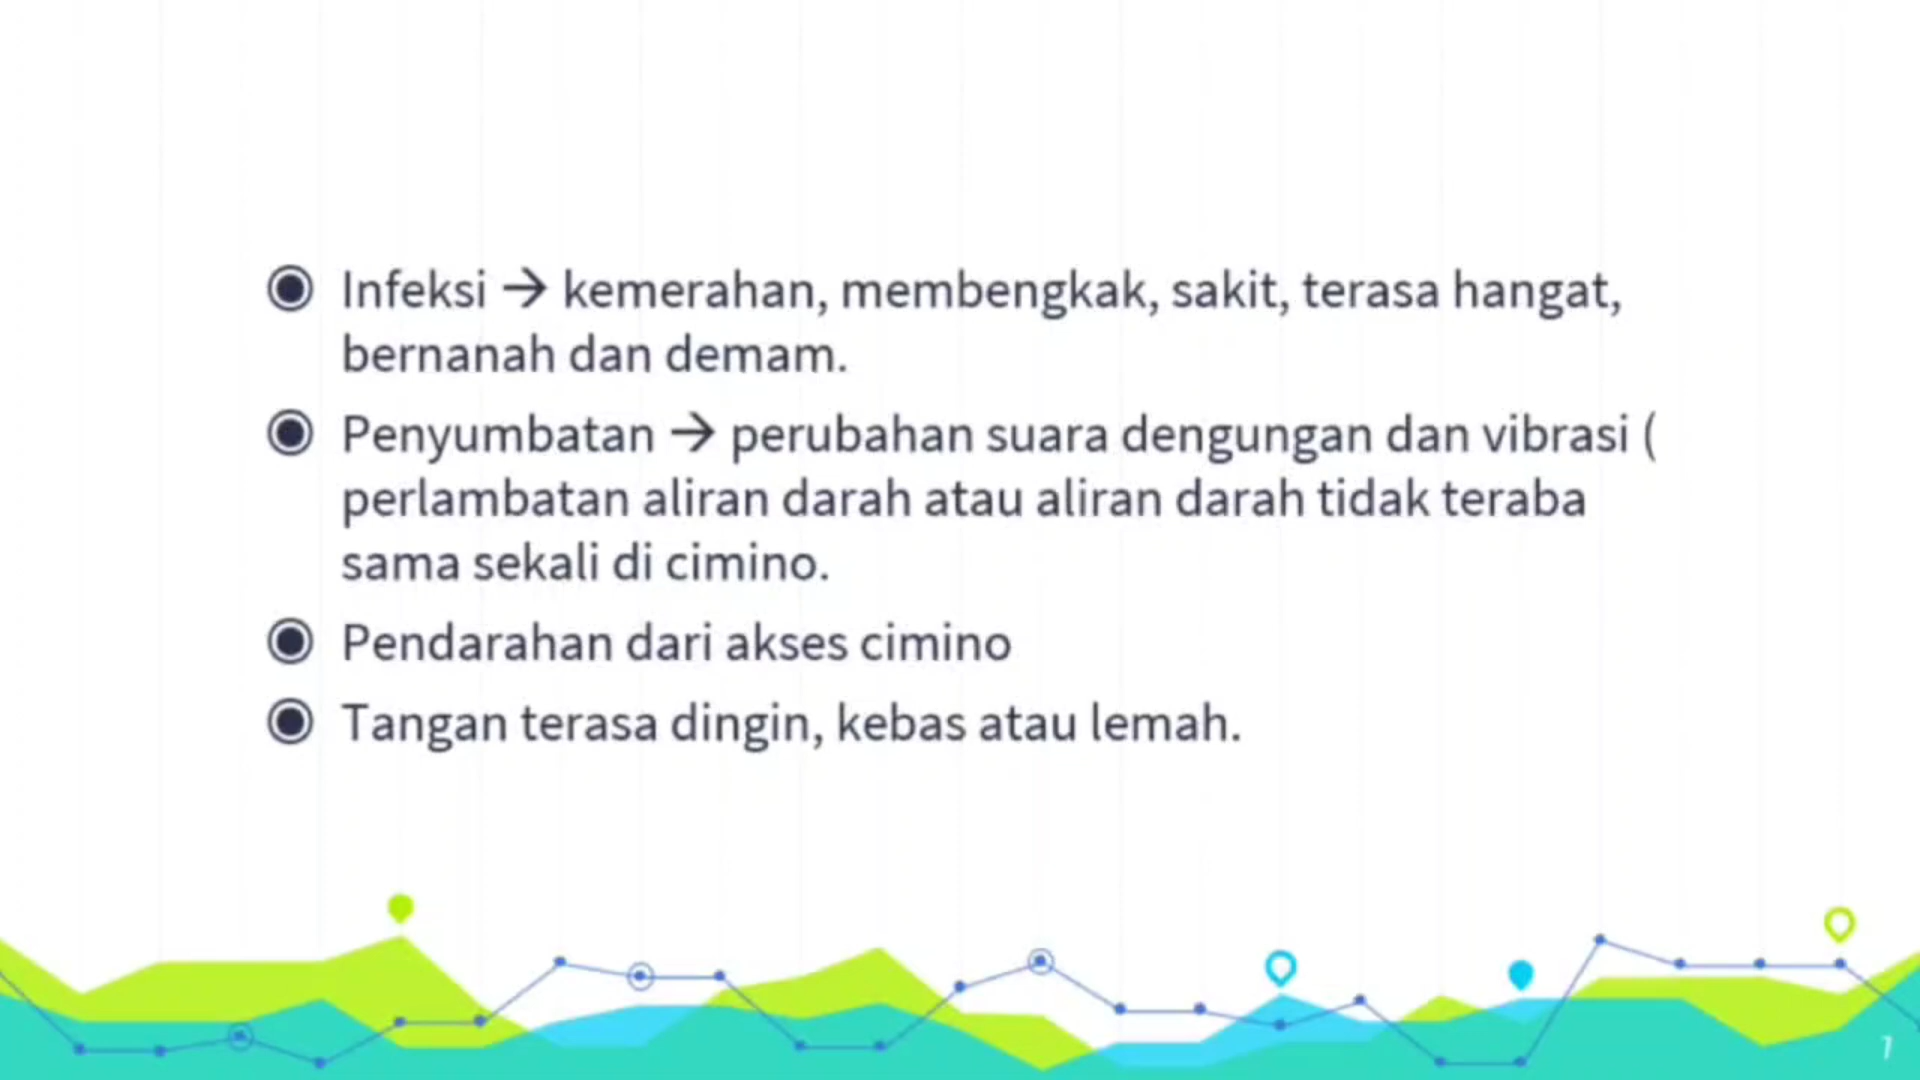 Infeksi → kemerahan, membengkak, sakit, terasa hangat,
bernanah dan demam.
Penyumbatan → perubahan suara dengungan dan vibrasi (
perlambatan aliran darah atau aliran darah tidak teraba
sama sekali di cimino.
Pendarahan dari akses cimino
Tangan terasa dingin, kebas atau lemah.
7